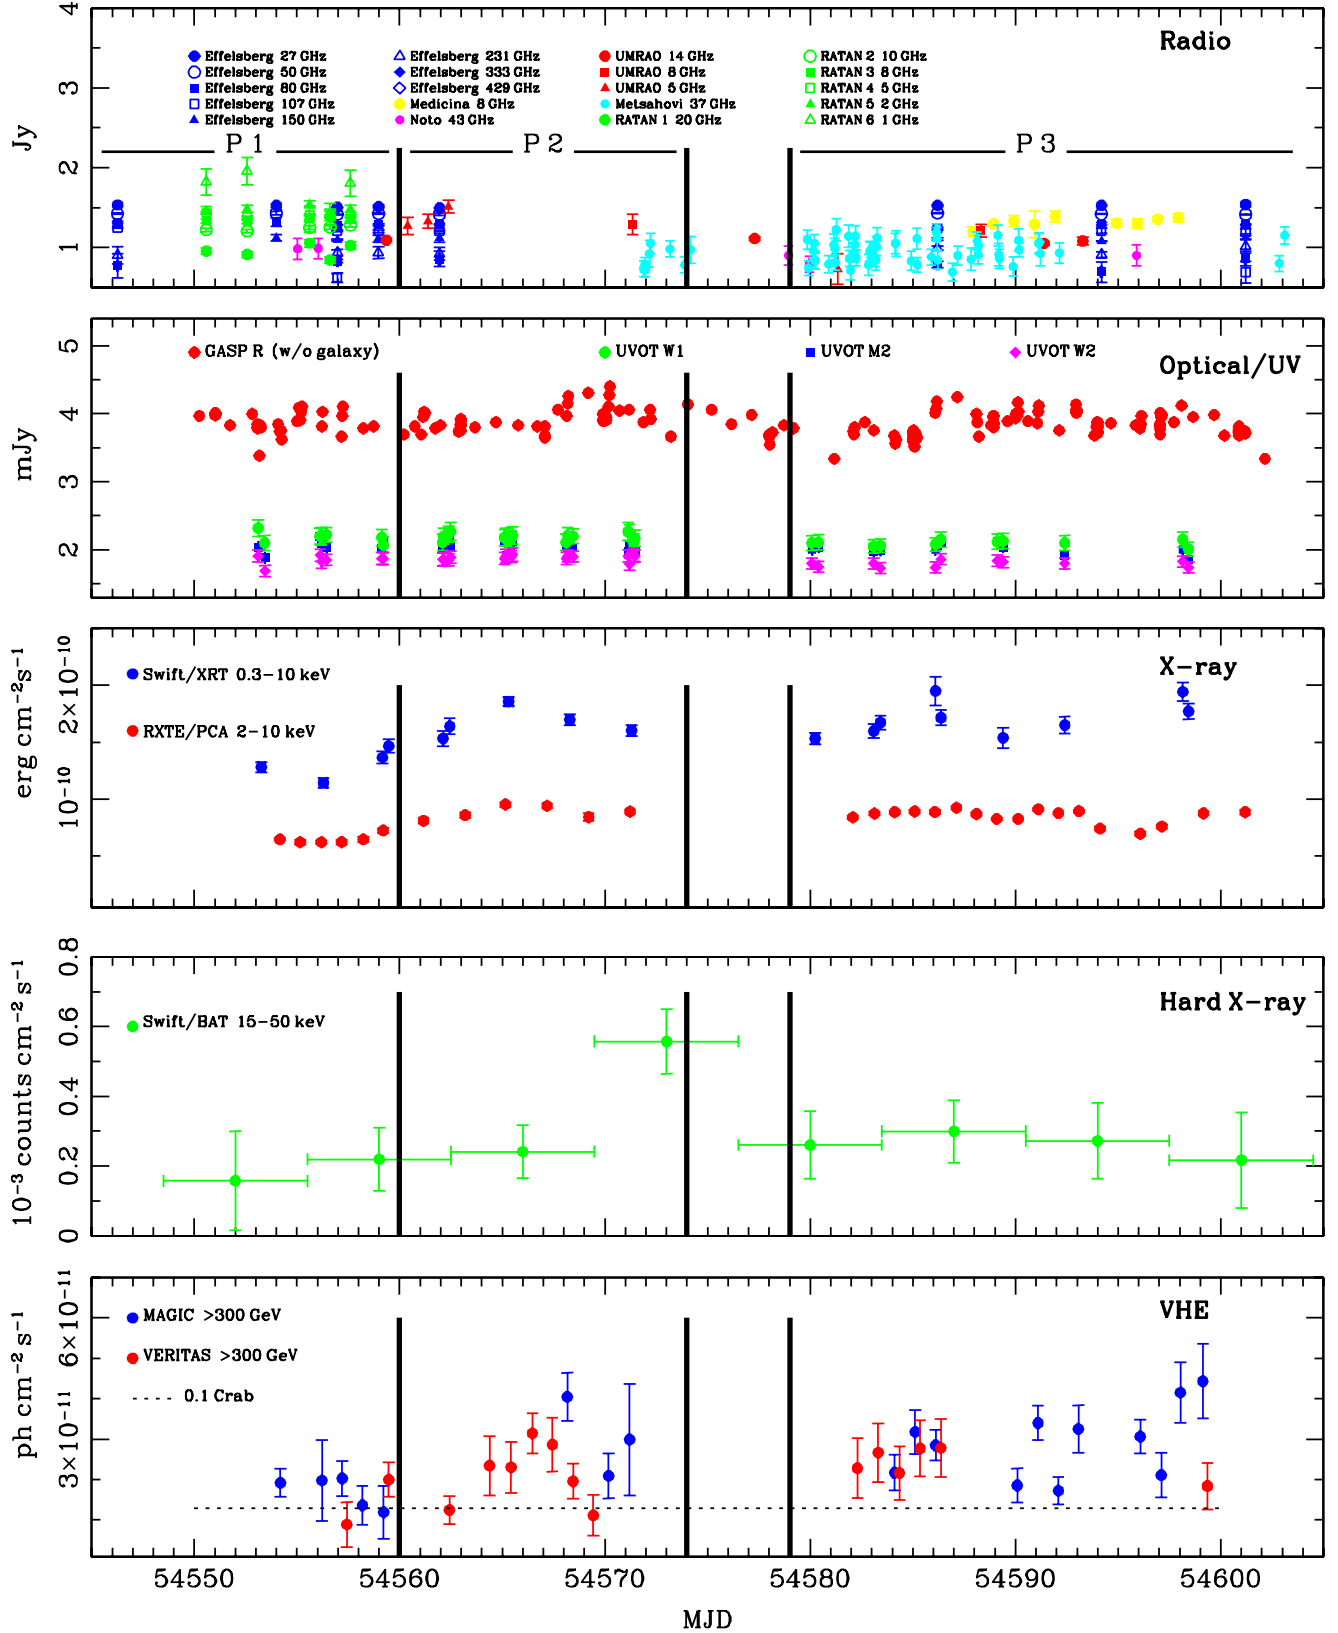 4
3
2
1
Jy
Radio
Effelsberg 27 GHz
Effelsberg 50 GHz
Effelsberg 80 GHz
Effelsberg 107 GHz
Effelsberg 150 GHz
Effelsberg 231 GHz
Effelsberg 333 GHz
Effelsberg 429 GHz
Medicina 8 GHz
Noto 43 GHz
UMRAO 14 GHz
UMRAO 8 GHz
UMRAO 5 GHz
Metsahovi 37 GHz
RATAN 1 20 GHz
RATAN 2 10 GHz
RATAN 3 8 GHz
RATAN 4 5 GHz
RATAN 5 2 GHz
RATAN 6 1 GHz
P 1
P 2
P 3
5
4
3
2
mJy
GASP R (w/o galaxy)
UVOT W1
UVOT M2
UVOT W2
Optical/UV
2×10⁻¹⁰
10⁻¹⁰
erg cm⁻²s⁻¹
Swift/XRT 0.3−10 keV
RXTE/PCA 2−10 keV
X−ray
0.8
0.6
0.4
0.2
0
10⁻³ counts cm⁻² s⁻¹
Swift/BAT 15−50 keV
Hard X−ray
6×10⁻¹¹
3×10⁻¹¹
ph cm⁻² s⁻¹
MAGIC >300 GeV
VERITAS >300 GeV
0.1 Crab
VHE
54550
54560
54570
54580
54590
54600
MJD